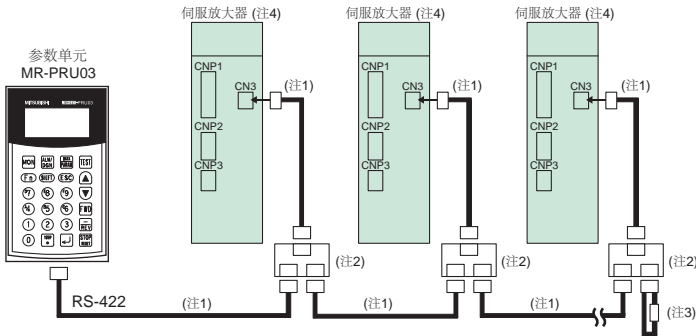 伺服放大器 (注4)
伺服放大器 (注4)
伺服放大器 (注4)
参数单元
MR-PRU03
MITSUBISHI
CNP1
CN3
(注1)
CNP2
CNP3
CNP1
CN3
(注1)
CNP2
CNP3
CNP1
CN3
(注1)
CNP2
CNP3
MON
ALM/DGN
TEST
Fn
SHIFT
ESC
7
8
9
4
5
6
FWD
1
2
3
REV
0
STOP
(注2)
(注2)
(注2)
RS-422
(注1)
(注1)
(注1)
(注3)